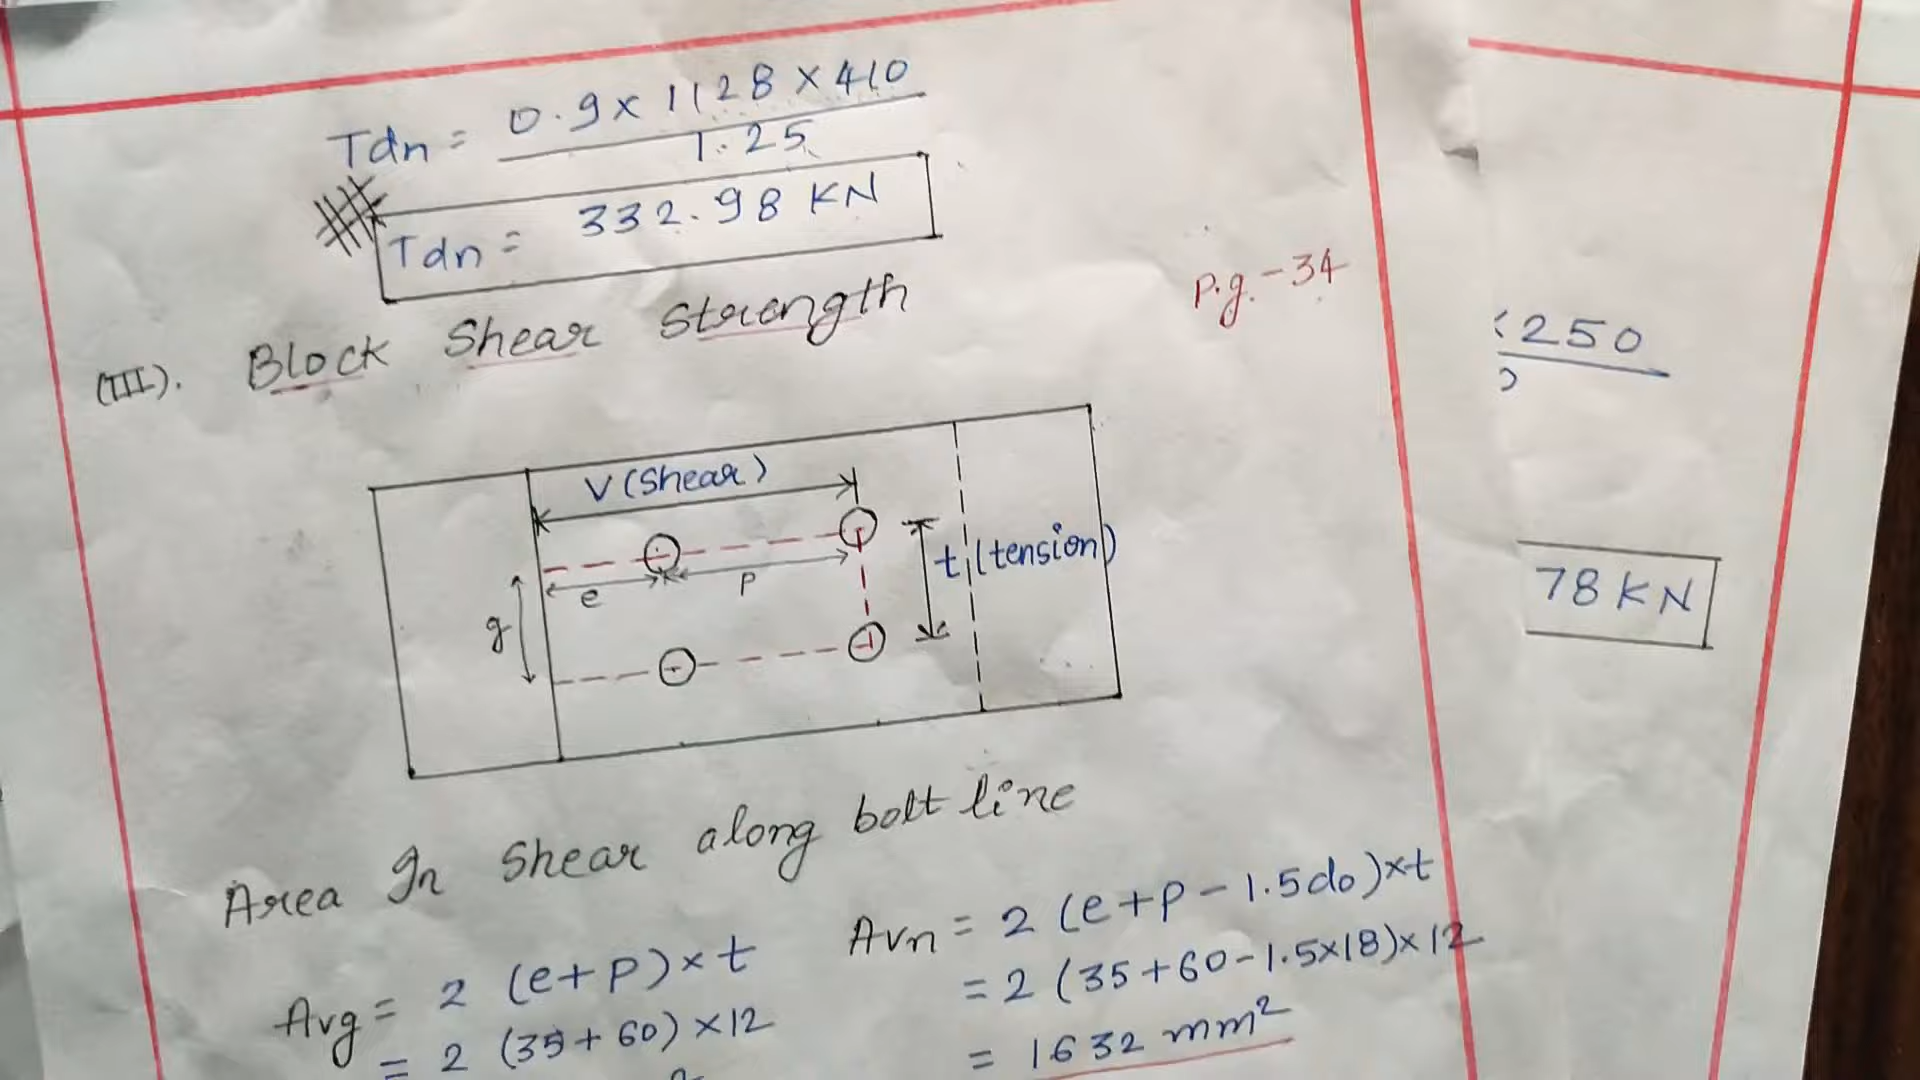 Tdn = 0.9 x 1128 x 410
1.25
Tdn = 332.98 KN
p.g. - 34
(III). Block Shear Strength
V (Shear)
t (tension)
e
p
g
Area In Shear along bolt line
Avg = 2 (e+p) x t
= 2 (35+60) x 12
Avn = 2 (e+p - 1.5do) x t
= 2 (35+60-1.5x18) x 12
= 1632 mm²
250
78 KN